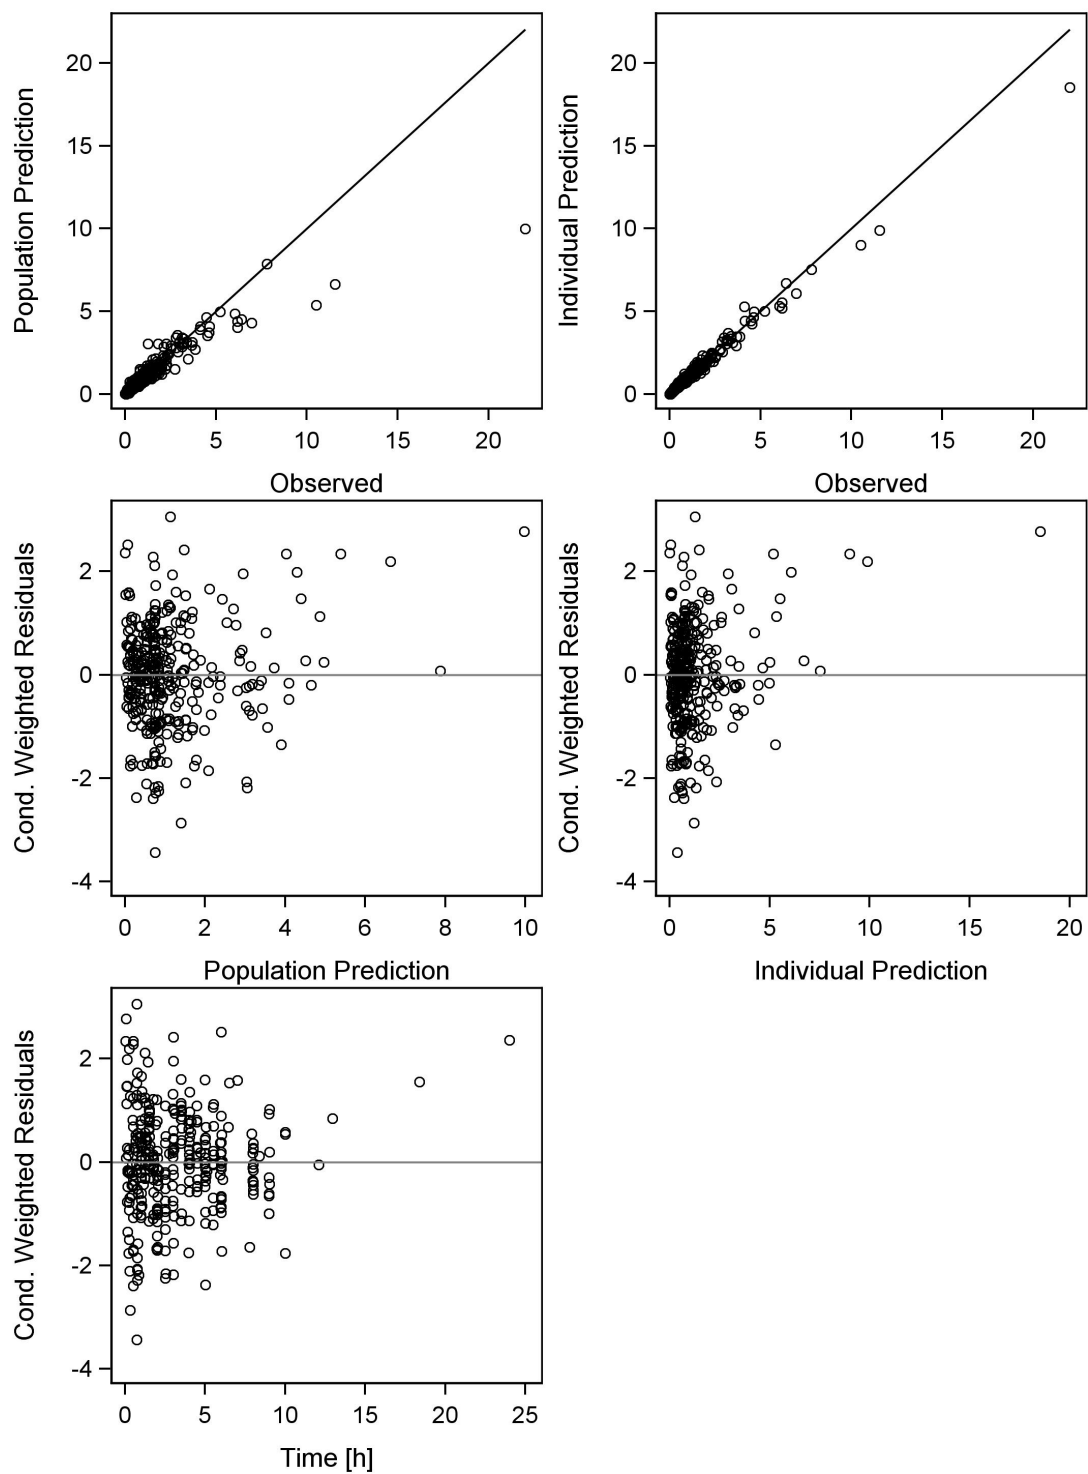 Population Prediction
20
15
10
5
0
0 5 10 15 20
Observed
Individual Prediction
20
15
10
5
0
0 5 10 15 20
Observed
Cond. Weighted Residuals
2
0
-2
-4
0 2 4 6 8 10
Population Prediction
Cond. Weighted Residuals
2
0
-2
-4
0 5 10 15 20
Individual Prediction
Cond. Weighted Residuals
2
0
-2
-4
0 5 10 15 20 25
Time [h]